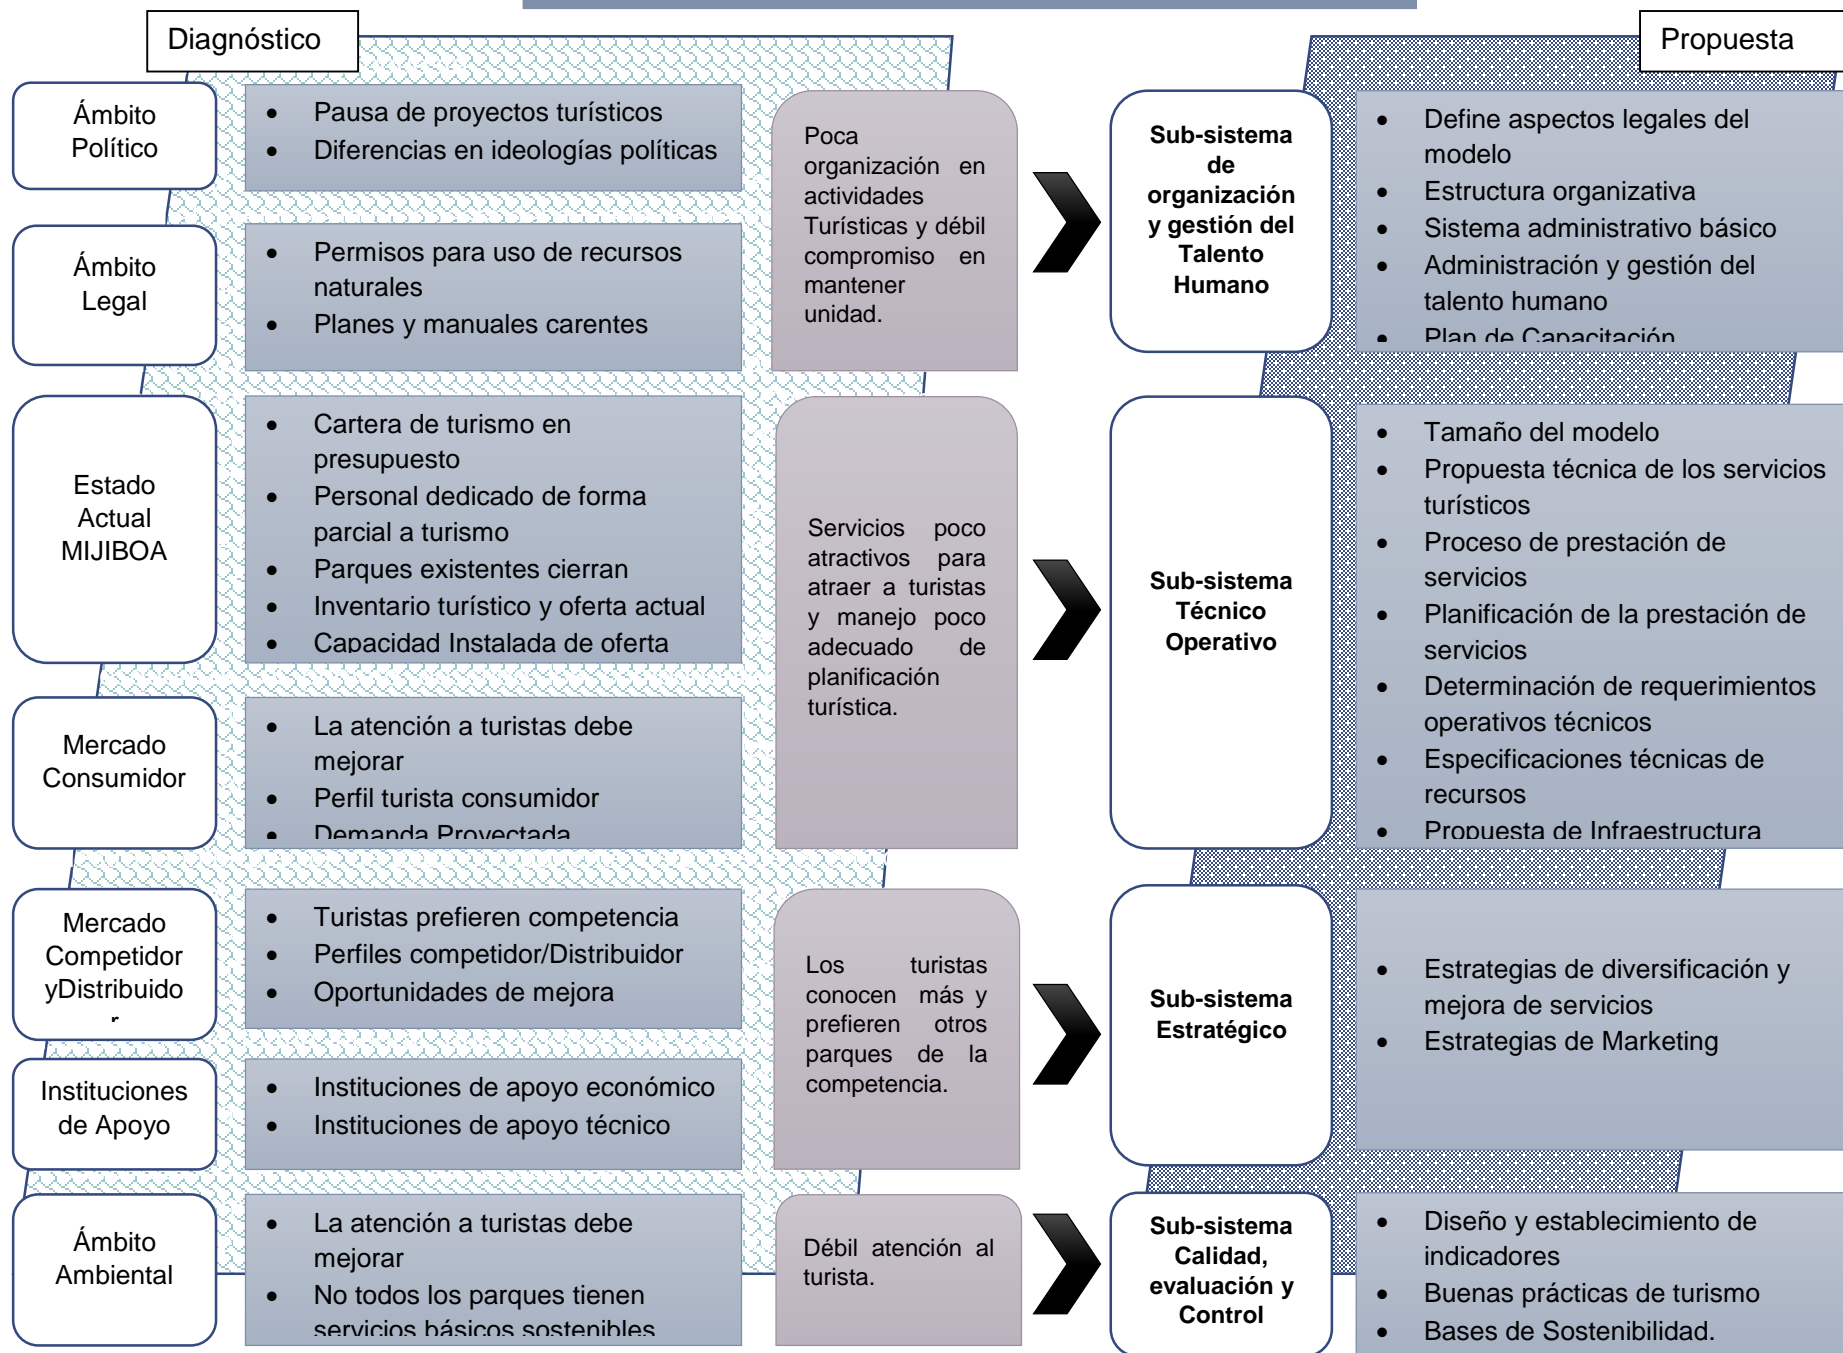 Diagnóstico
Propuesta
Ámbito
Político
• Pausa de proyectos turísticos
• Diferencias en ideologías políticas
Ámbito
Legal
• Permisos para uso de recursos
naturales
• Planes y manuales carentes
Poca
organización en
actividades
Turísticas y débil
compromiso en
mantener
unidad.
Sub-sistema
de
organización
y gestión del
Talento
Humano
• Define aspectos legales del
modelo
• Estructura organizativa
• Sistema administrativo básico
• Administración y gestión del
talento humano
• Plan de Capacitación
Estado
Actual
MIJIBOA
• Cartera de turismo en
presupuesto
• Personal dedicado de forma
parcial a turismo
• Parques existentes cierran
• Inventario turístico y oferta actual
• Capacidad Instalada de oferta
Mercado
Consumidor
• La atención a turistas debe
mejorar
• Perfil turista consumidor
• Demanda Proyectada
Servicios poco
atractivos para
atraer a turistas
y manejo poco
adecuado de
planificación
turística.
Sub-sistema
Técnico
Operativo
• Tamaño del modelo
• Propuesta técnica de los servicios
turísticos
• Proceso de prestación de
servicios
• Planificación de la prestación de
servicios
• Determinación de requerimientos
operativos técnicos
• Especificaciones técnicas de
recursos
• Propuesta de Infraestructura
Mercado
Competidor
yDistribuido
r
• Turistas prefieren competencia
• Perfiles competidor/Distribuidor
• Oportunidades de mejora
Instituciones
de Apoyo
• Instituciones de apoyo económico
• Instituciones de apoyo técnico
Los turistas
conocen más y
prefieren otros
parques de la
competencia.
Sub-sistema
Estratégico
• Estrategias de diversificación y
mejora de servicios
• Estrategias de Marketing
Ámbito
Ambiental
• La atención a turistas debe
mejorar
• No todos los parques tienen
servicios básicos sostenibles
Débil atención al
turista.
Sub-sistema
Calidad,
evaluación y
Control
• Diseño y establecimiento de
indicadores
• Buenas prácticas de turismo
• Bases de Sostenibilidad.